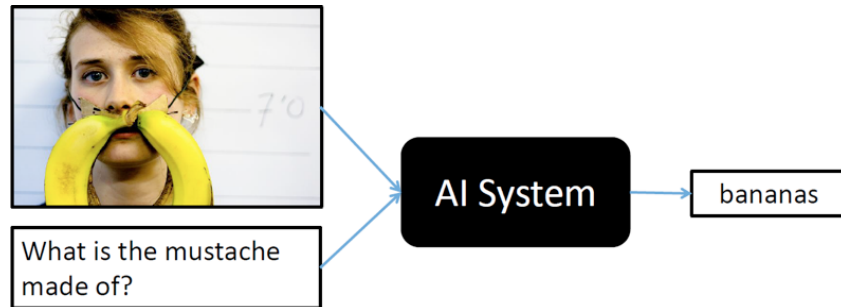 7'0
What is the mustache
made of?
AI System
bananas